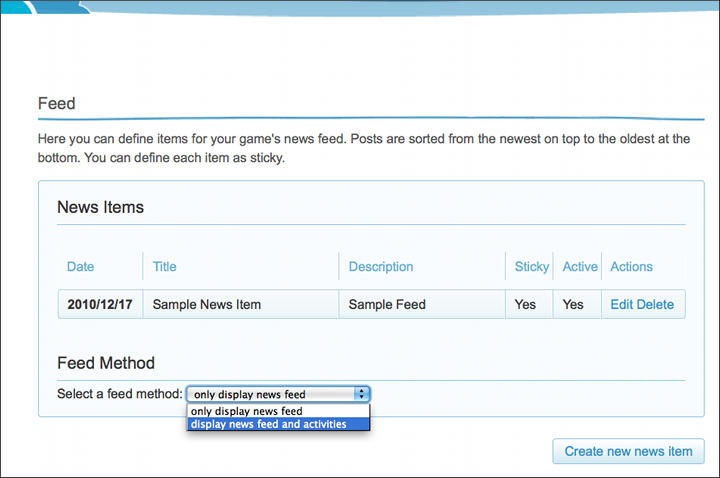 Feed
Here you can define items for your game's news feed. Posts are sorted from the newest on top to the oldest at the
bottom. You can define each item as sticky.
News Items
Date Title Description Sticky Active Actions
2010/12/17 Sample News Item Sample Feed Yes Yes Edit Delete
Feed Method
Select a feed method: only display news feed
only display news feed
display news feed and activities
Create new news item